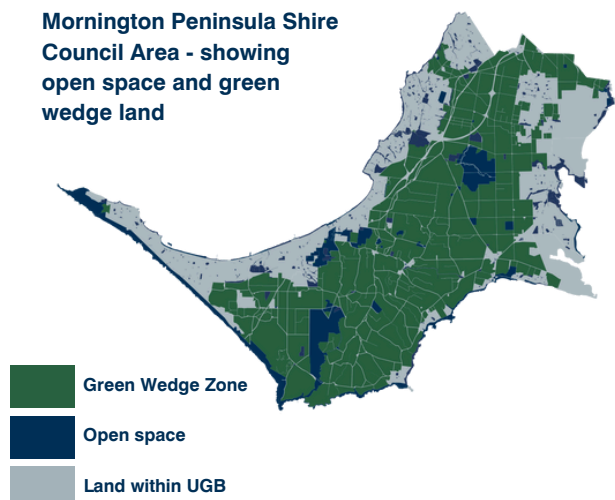 Mornington Peninsula Shire
Council Area - showing
open space and green
wedge land
Green Wedge Zone
Open space
Land within UGB